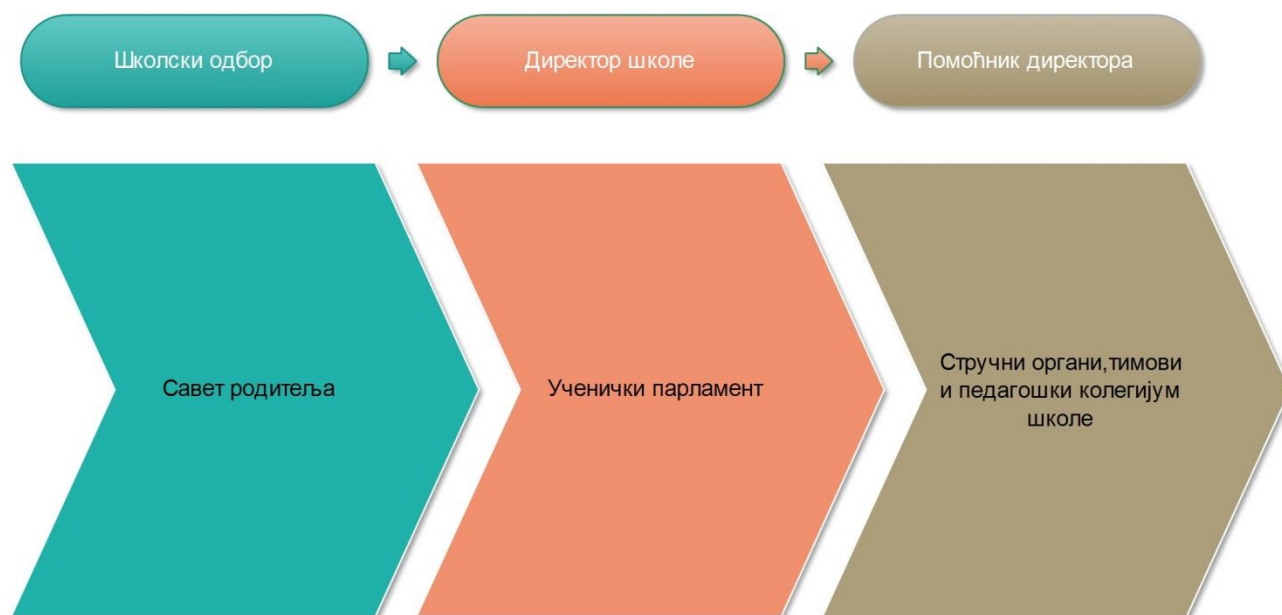 Школски одбор
Директор школе
Помоћник директора
Савет родитеља
Ученички парламент
Стручни органи,тимови
и педагошки колегијум
школе